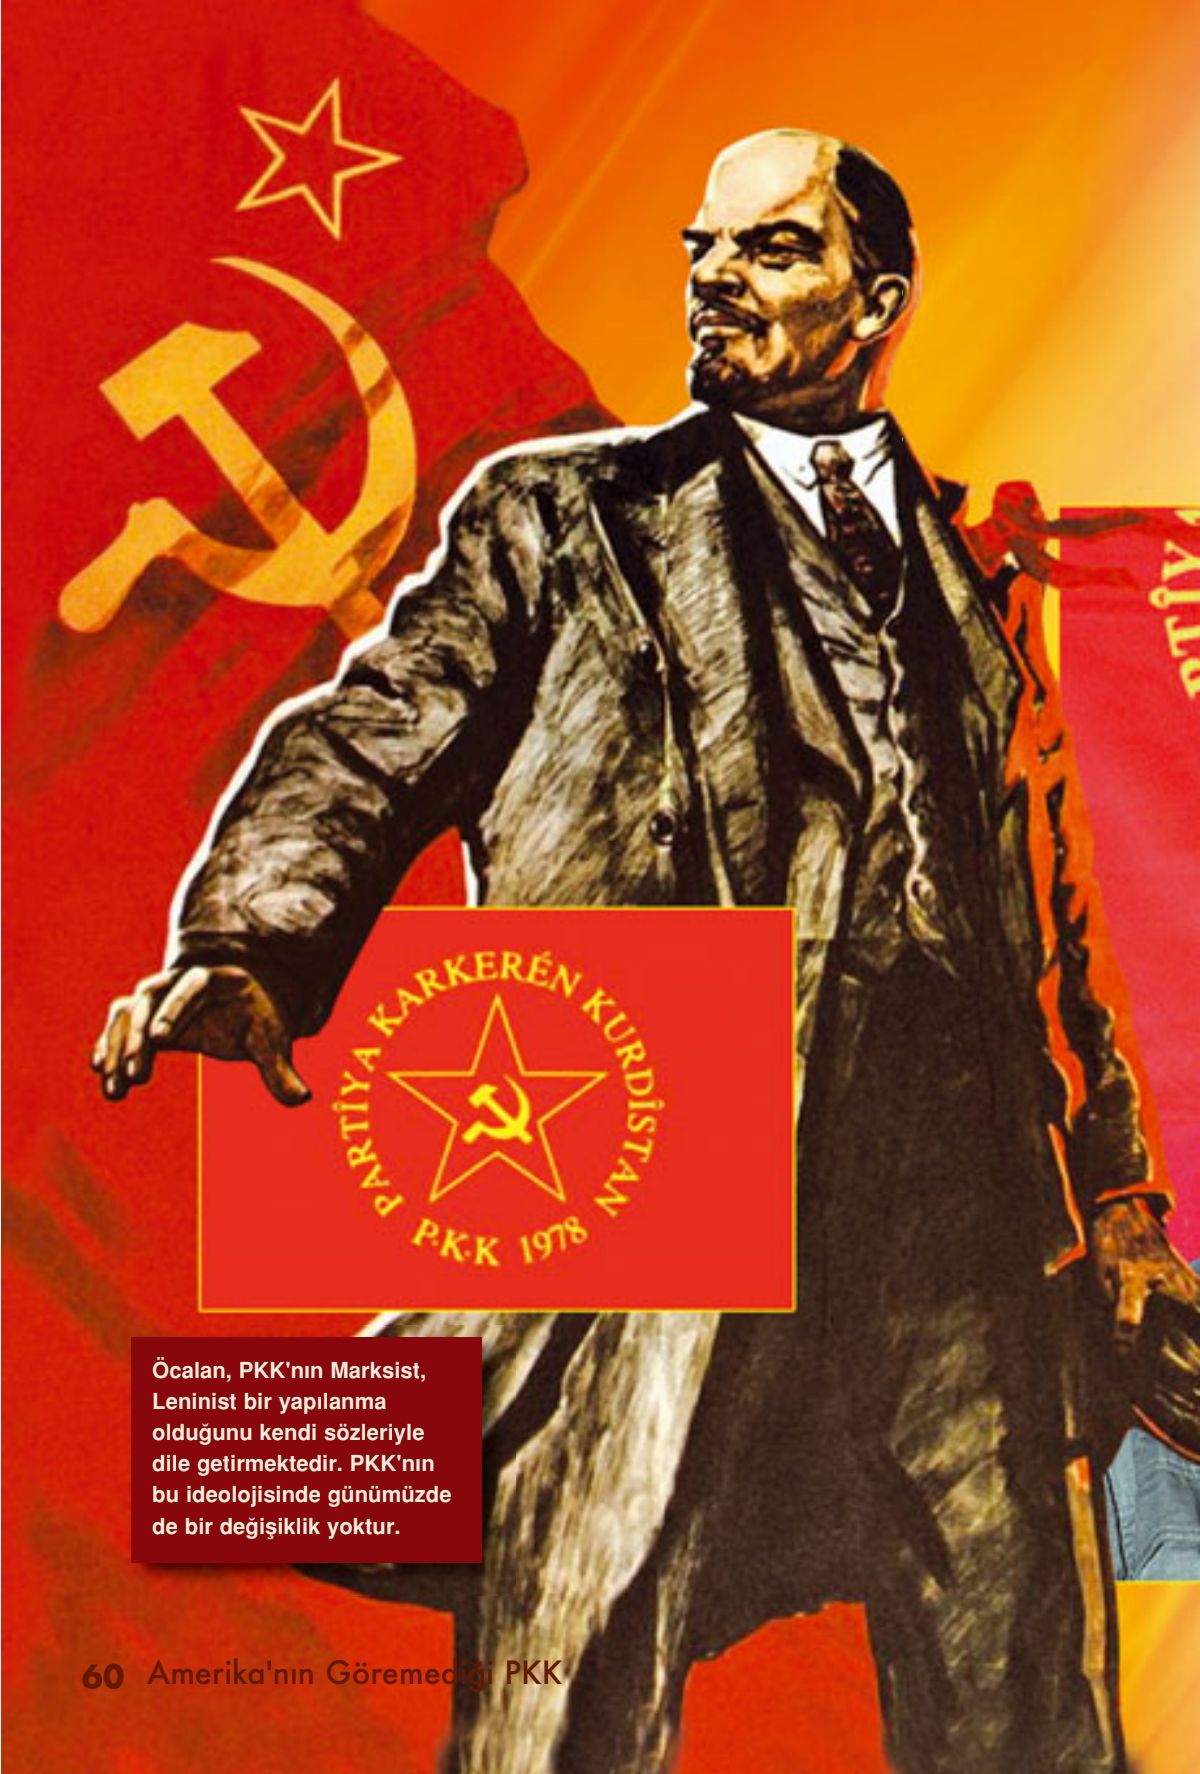 PARTÎYA KARKERÉN KURDÎSTAN
P.K.K 1978
Öcalan, PKK'nın Marksist,
Leninist bir yapılanma
olduğunu kendi sözleriyle
dile getirmektedir. PKK'nın
bu ideolojisinde günümüzde
de bir değişiklik yoktur.
60 Amerika'nın Göremediği PKK